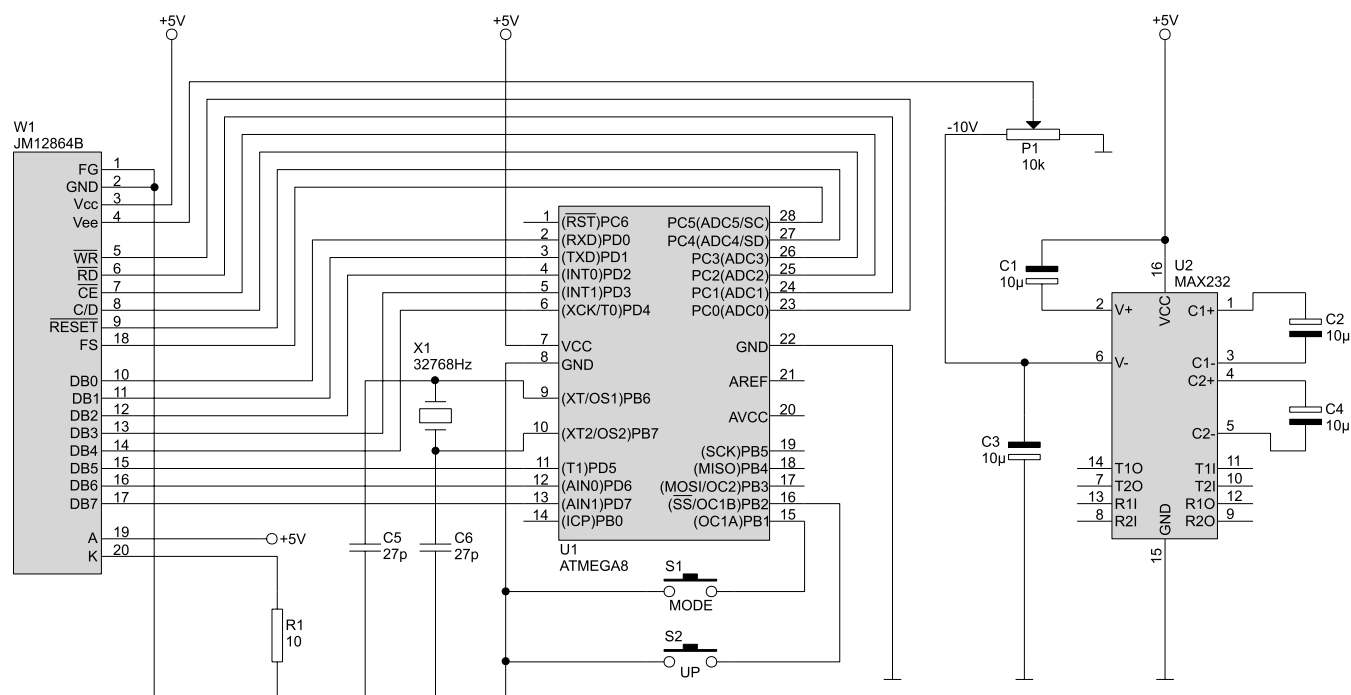 +5V
+5V
+5V
W1
JM12864B
FG 1
GND 2
Vcc 3
Vee 4
WR 5
RD 6
CE 7
C/D 8
RESET 9
FS 18
DB0 10
DB1 11
DB2 12
DB3 13
DB4 14
DB5 15
DB6 16
DB7 17
A 19
+5V
K 20
R1
10
X1
32768Hz
C5
27p
C6
27p
1 (RST)PC6
2 (RXD)PD0
3 (TXD)PD1
4 (INT0)PD2
5 (INT1)PD3
6 (XCK/T0)PD4
7 VCC
8 GND
9 (XT/OS1)PB6
10 (XT2/OS2)PB7
11 (T1)PD5
12 (AIN0)PD6
13 (AIN1)PD7
14 (ICP)PB0
PC5(ADC5/SC) 28
PC4(ADC4/SD) 27
PC3(ADC3) 26
PC2(ADC2) 25
PC1(ADC1) 24
PC0(ADC0) 23
GND 22
AREF 21
AVCC 20
(SCK)PB5 19
(MISO)PB4 18
(MOSI/OC2)PB3 17
(SS/OC1B)PB2 16
(OC1A)PB1 15
U1
ATMEGA8
S1
MODE
S2
UP
-10V
P1
10k
C1
10µ
16
U2
MAX232
VCC
2 V+
6 V-
14 T1O
7 T2O
13 R1I
8 R2I
C1+ 1
C1- 3
C2+ 4
C2- 5
T1I 11
T2I 10
R1O 12
R2O 9
GND
15
C2
10µ
C4
10µ
C3
10µ